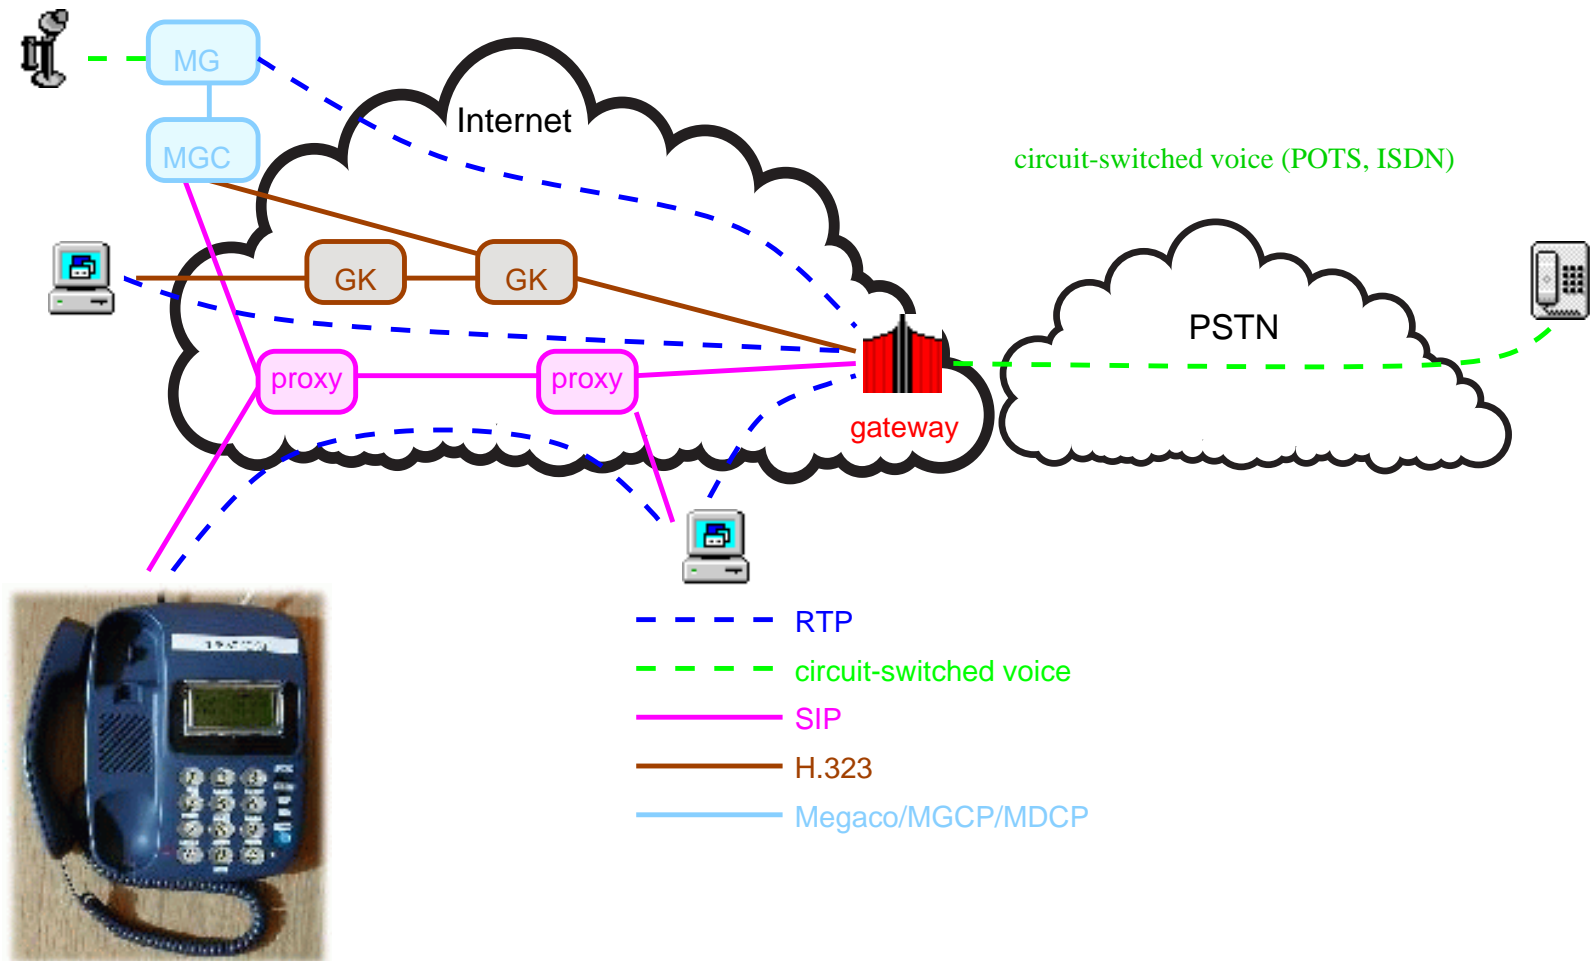 MG
Internet
MGC
circuit-switched voice (POTS, ISDN)
GK
GK
PSTN
proxy
proxy
gateway
RTP
circuit-switched voice
SIP
H.323
Megaco/MGCP/MDCP